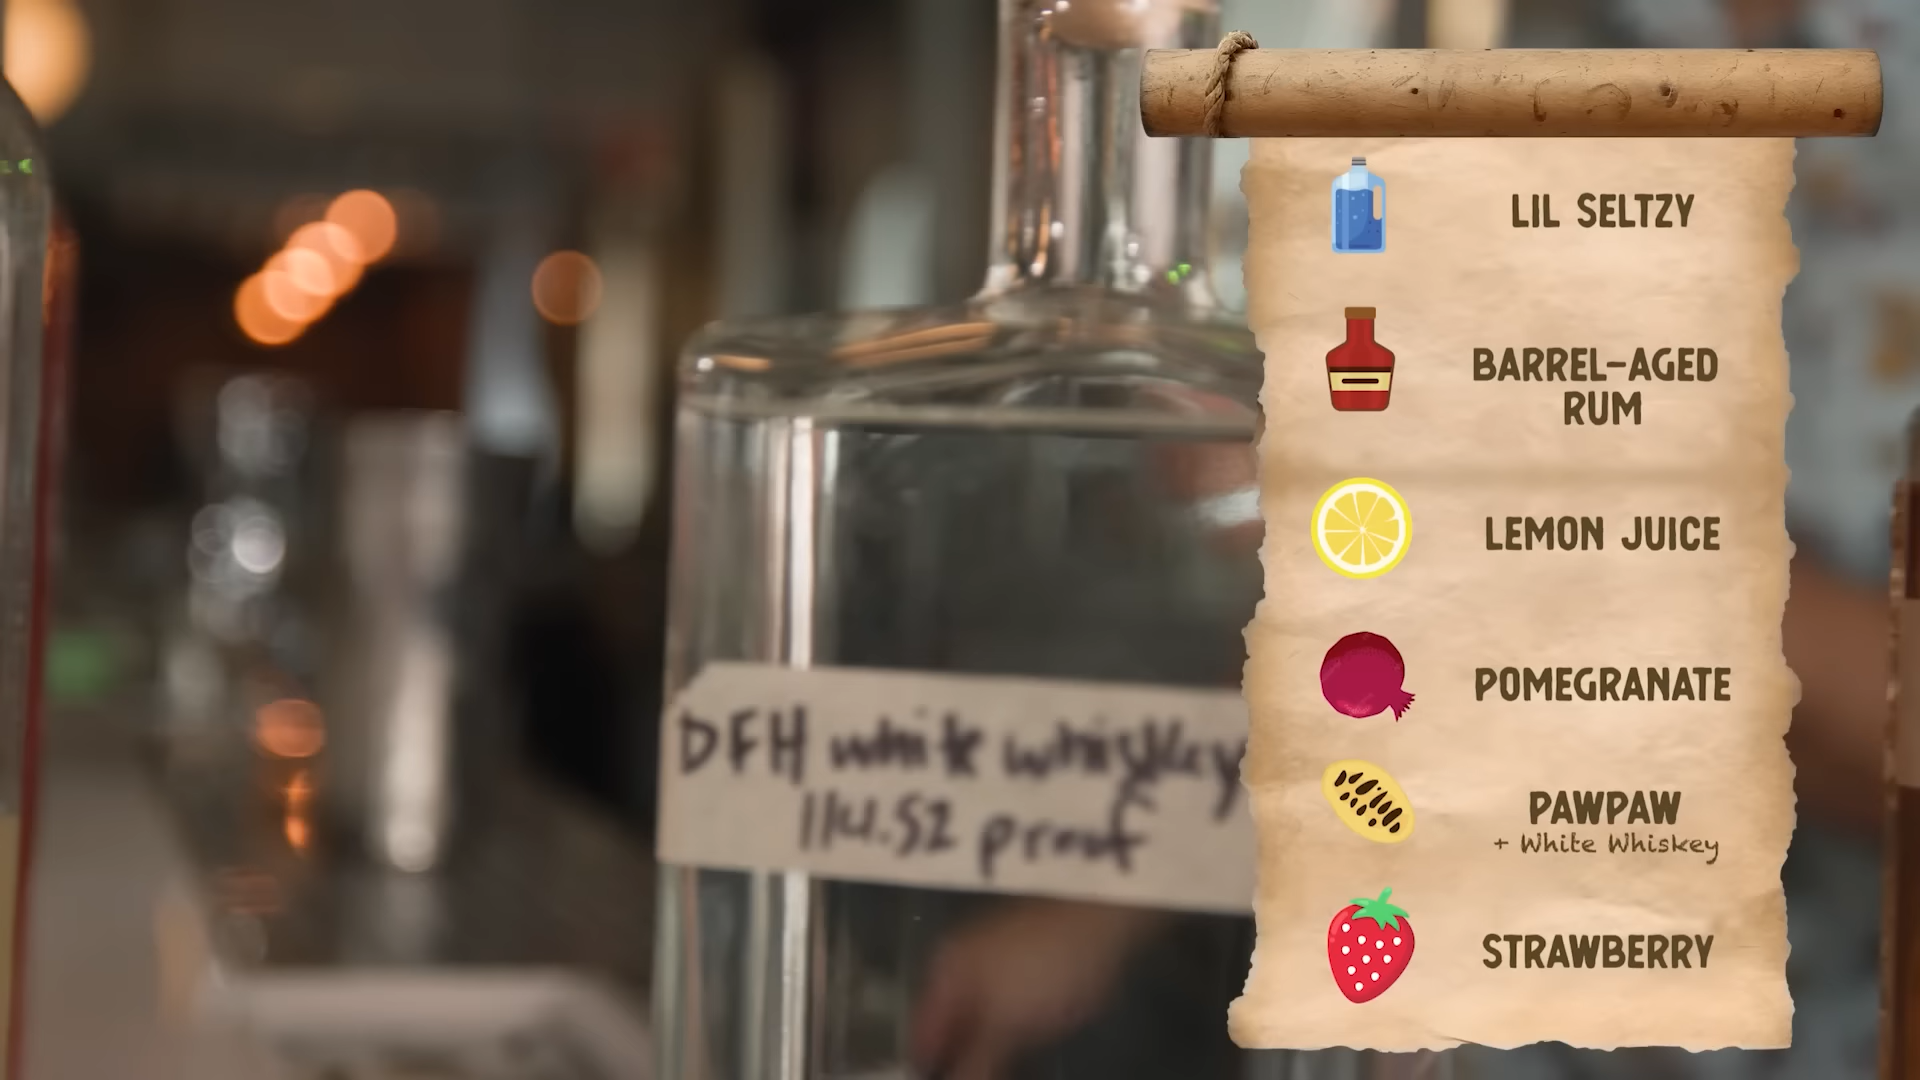 DFH white whiskey
114.52 proof
LIL SELTZY
BARREL-AGED
RUM
LEMON JUICE
POMEGRANATE
PAWPAW
+ White Whiskey
STRAWBERRY